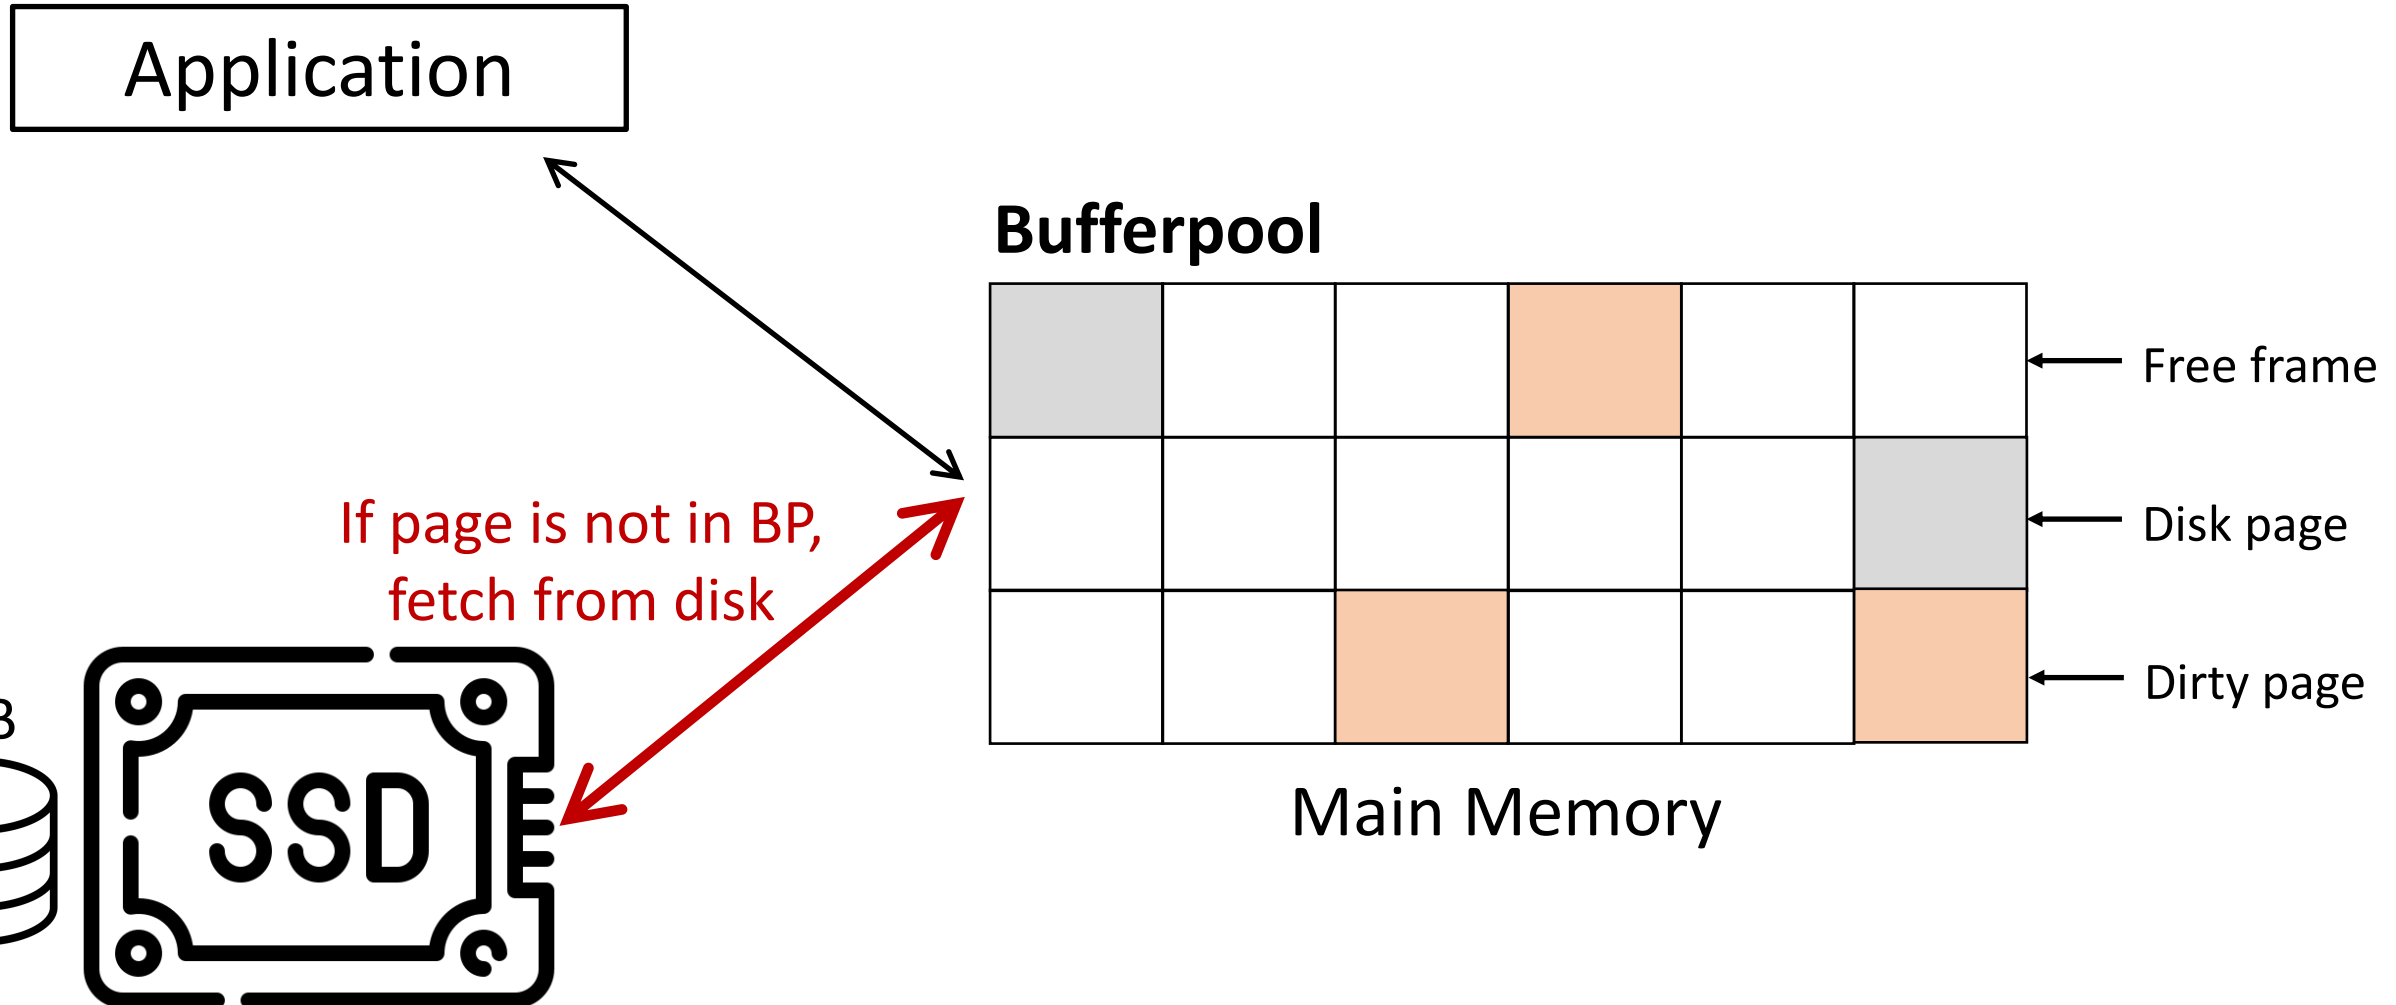 Application
Bufferpool
Free frame
If page is not in BP,
fetch from disk
Disk page
Dirty page
SSD
Main Memory